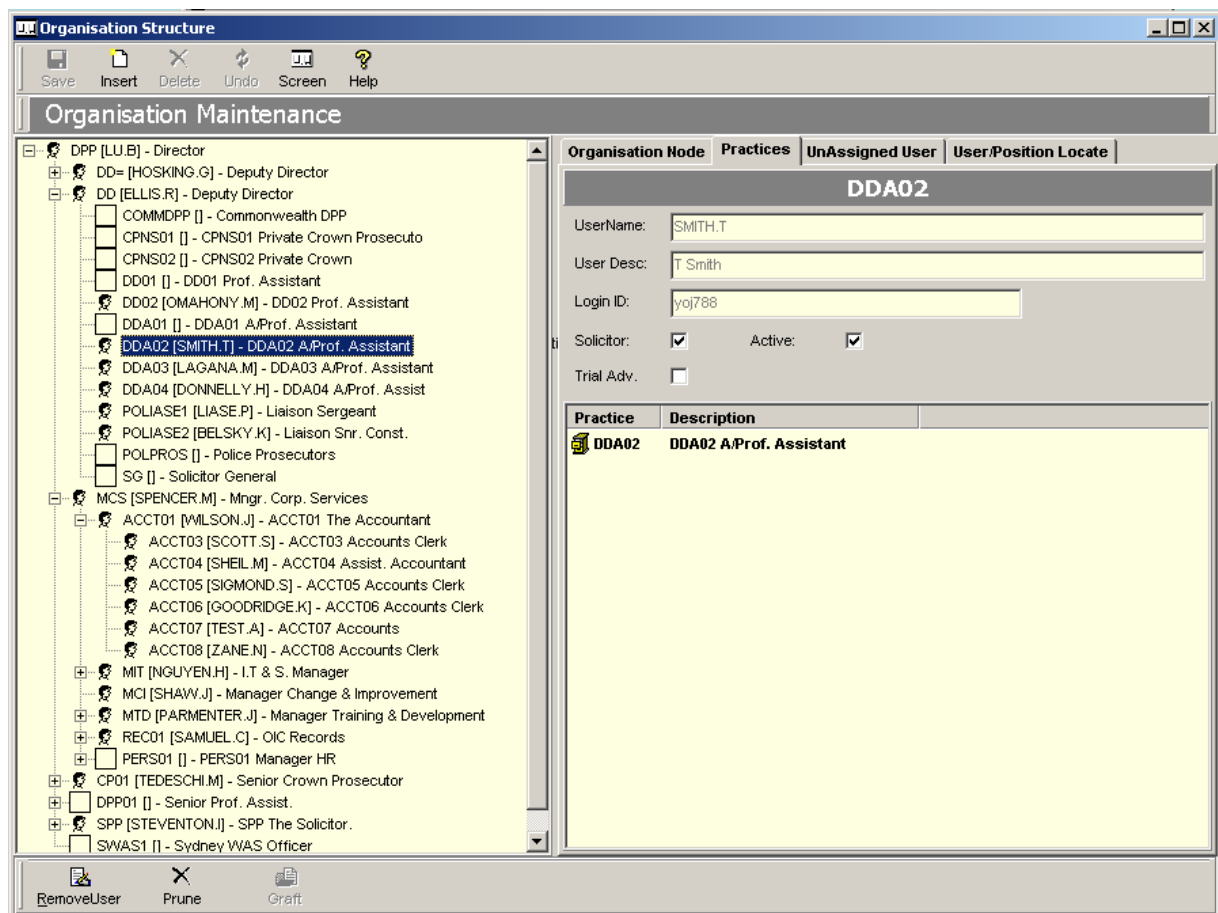 Organisation Structure
Save Insert Delete Undo Screen Help
Organisation Maintenance
DPP [LU.B] - Director
DD= [HOSKING.G] - Deputy Director
DD [ELLIS.R] - Deputy Director
COMMDPP [] - Commonwealth DPP
CPNS01 [] - CPNS01 Private Crown Prosecuto
CPNS02 [] - CPNS02 Private Crown
DD01 [] - DD01 Prof. Assistant
DD02 [OMAHONY.M] - DD02 Prof. Assistant
DDA01 [] - DDA01 A/Prof. Assistant
DDA02 [SMITH.T] - DDA02 A/Prof. Assistant
DDA03 [LAGANA.M] - DDA03 A/Prof. Assistant
DDA04 [DONNELLY.H] - DDA04 A/Prof. Assist
POLIASE1 [LIASE.P] - Liaison Sergeant
POLIASE2 [BELSKY.K] - Liaison Snr. Const.
POLPROS [] - Police Prosecutors
SG [] - Solicitor General
MCS [SPENCER.M] - Mngr. Corp. Services
ACCT01 [WILSON.J] - ACCT01 The Accountant
ACCT03 [SCOTT.S] - ACCT03 Accounts Clerk
ACCT04 [SHEIL.M] - ACCT04 Assist. Accountant
ACCT05 [SIGMOND.S] - ACCT05 Accounts Clerk
ACCT06 [GOODRIDGE.K] - ACCT06 Accounts Clerk
ACCT07 [TEST.A] - ACCT07 Accounts
ACCT08 [ZANE.N] - ACCT08 Accounts Clerk
MIT [NGUYEN.H] - I.T & S. Manager
MCI [SHAW.J] - Manager Change & Improvement
MTD [PARMENTER.J] - Manager Training & Development
REC01 [SAMUEL.C] - OIC Records
PERS01 [] - PERS01 Manager HR
CP01 [TEDESCHI.M] - Senior Crown Prosecutor
DPP01 [] - Senior Prof. Assist.
SPP [STEVENTON.I] - SPP The Solicitor.
SWAS1 [] - Sydney WAS Officer
Organisation Node Practices UnAssigned User User/Position Locate
DDA02
UserName: SMITH.T
User Desc: T Smith
Login ID: yoj788
Solicitor: Active:
Trial Adv.
Practice Description
DDA02 DDA02 A/Prof. Assistant
RemoveUser Prune Graft